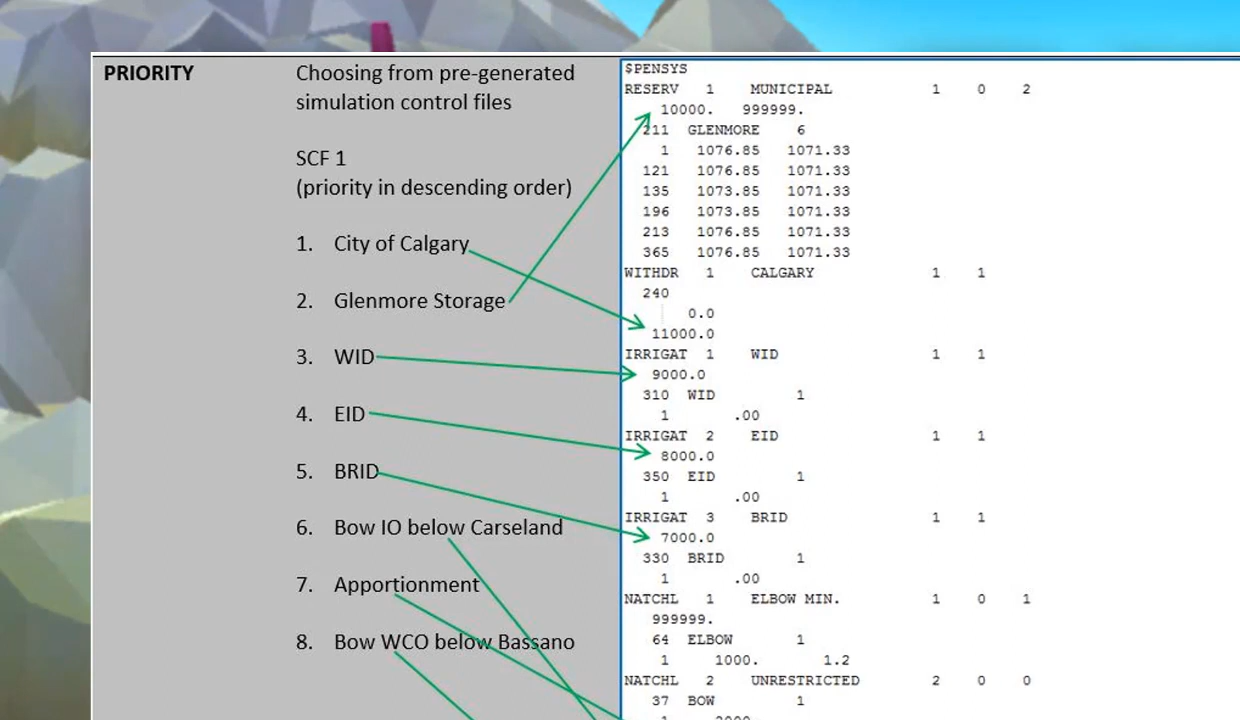 PRIORITY
Choosing from pre-generated
simulation control files
SCF 1
(priority in descending order)
1. City of Calgary
2. Glenmore Storage
3. WID
4. EID
5. BRID
6. Bow IO below Carseland
7. Apportionment
8. Bow WCO below Bassano
$PENSYS
RESERV 1 MUNICIPAL 1 0 2
10000. 999999.
211 GLENMORE 6
1 1076.85 1071.33
121 1076.85 1071.33
135 1073.85 1071.33
196 1073.85 1071.33
213 1076.85 1071.33
365 1076.85 1071.33
WITHDR 1 CALGARY 1 1
240
0.0
11000.0
IRRIGAT 1 WID 1 1
9000.0
310 WID 1
1 .00
IRRIGAT 2 EID 1 1
8000.0
350 EID 1
1 .00
IRRIGAT 3 BRID 1 1
7000.0
330 BRID 1
1 .00
NATCHL 1 ELBOW MIN. 1 0 1
999999.
64 ELBOW 1
1 1000. 1.2
NATCHL 2 UNRESTRICTED 2 0 0
37 BOW 1